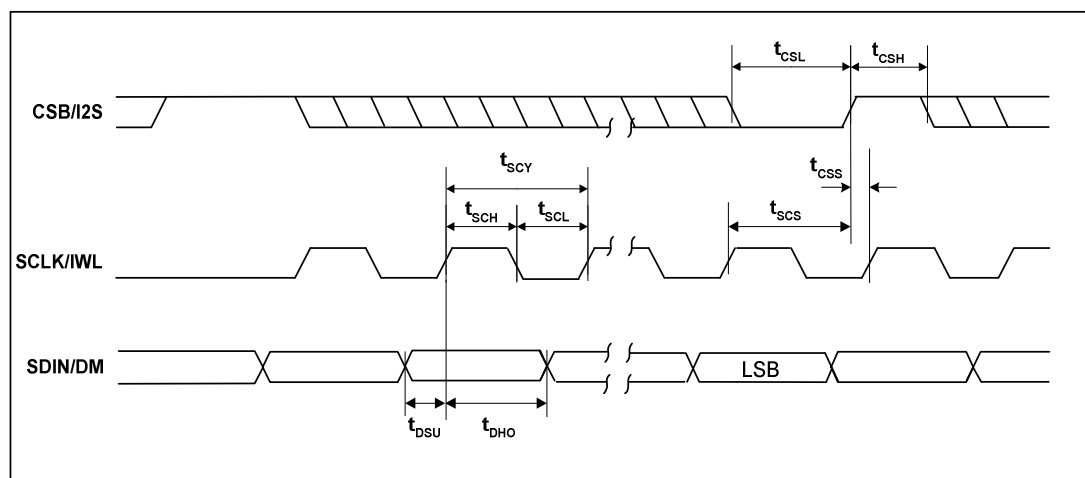 tCSL
tCSH
CSB/I2S
tSCY
tCSS
tSCH
tSCL
tSCS
SCLK/IWL
SDIN/DM
LSB
tDSU
tDHO